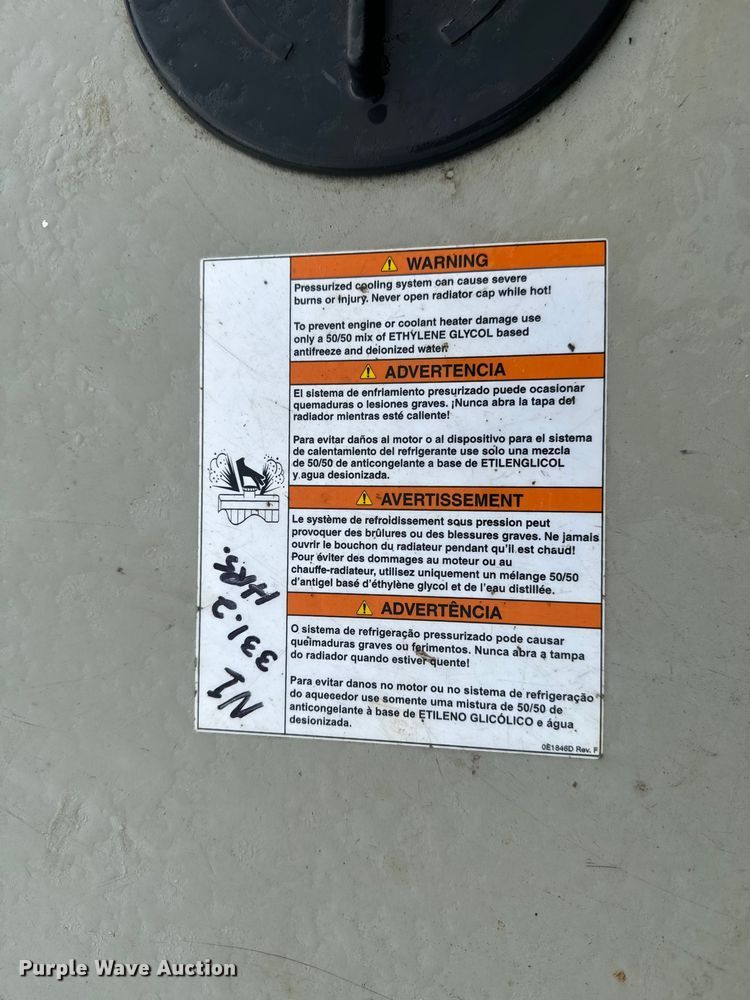 WARNING
Pressurized cooling system can cause severe
burns or injury. Never open radiator cap while hot!
To prevent engine or coolant heater damage use
only a 50/50 mix of ETHYLENE GLYCOL based
antifreeze and deionized water.
ADVERTENCIA
El sistema de enfriamiento presurizado puede ocasionar
quemaduras o lesiones graves. ¡Nunca abra la tapa del
radiador mientras esté caliente!
Para evitar daños al motor o al dispositivo para el sistema
de calentamiento del refrigerante use solo una mezcla
de 50/50 de anticongelante a base de ETILENGLICOL
y agua desionizada.
AVERTISSEMENT
Le système de refroidissement sous pression peut
provoquer des brûlures ou des blessures graves. Ne jamais
ouvrir le bouchon du radiateur pendant qu'il est chaud!
Pour éviter des dommages au moteur ou au
chauffe-radiateur, utilisez uniquement un mélange 50/50
d'antigel basé d'éthylène glycol et de l'eau distillée.
ADVERTÊNCIA
O sistema de refrigeração pressurizado pode causar
queimaduras graves ou ferimentos. Nunca abra a tampa
do radiador quando estiver quente!
Para evitar danos no motor ou no sistema de refrigeração
do aquecedor use somente uma mistura de 50/50 de
anticongelante à base de ETILENO GLICÓLICO e água
desionizada.
0E1846D Rev. F
NI
331.2
HRS.
Purple Wave Auction